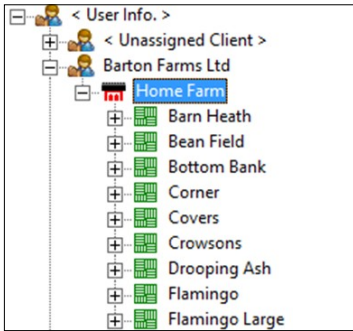 < User Info. >
< Unassigned Client >
Barton Farms Ltd
Home Farm
Barn Heath
Bean Field
Bottom Bank
Corner
Covers
Crowsons
Drooping Ash
Flamingo
Flamingo Large